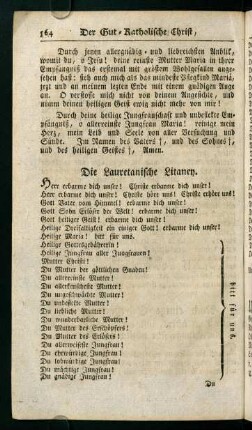 164 Der Gut-Katholische Christ,
Durch jenen allergnädig- und liebreichsten Anblik,
womit du, o Jesu! deine reineste Mutter Maria in ihrer
Empfängniß das erstemal mit größtem Wohlgefallen ange-
sehen hast: sieh auch mich als das mindeste Pflegkind Mariä,
jezt und an meinem lezten Ende mit einem gnädigen Auge
an. O verstoße mich nicht von deinem Angesichte, und
nimm deinen heiligen Geist ewig nicht mehr von mir!
Durch deine heilige Jungfrauschaft und unbefleckte Em-
pfängniß, o allerreinste Jungfrau Maria! reinige mein
Herz, mein Leib und Seele von aller Versuchung und
Sünde. Im Namen des Vaters †, und des Sohnes †,
und des heiligen Geistes †, Amen.
Die Lauretanische Litaney.
Herr erbarme dich unser! Christe erbarme dich unser!
Herr erbarme dich unser! Christe höre uns! Christe erhöre uns!
Gott Vater vom Himmel! erbarme dich unser!
Gott Sohn Erlöser der Welt! erbarme dich unser!
Gott heiliger Geist! erbarme dich unser!
Heilige Dreifaltigkeit ein einiger Gott! erbarme dich unser!
Heilige Maria! bitt für uns.
Heilige Gottesgebährerin!
Heilige Jungfrau aller Jungfrauen!
Mutter Christi!
Du Mutter der göttlichen Gnaden!
Du allerreinste Mutter!
Du allerkeuscheste Mutter!
Du ungeschwächte Mutter!
Du unbefleckte Mutter!
Du liebliche Mutter!
Du wunderbarliche Mutter!
Du Mutter des Erschöpfers!
Du Mutter des Erlösers!
Du allerweiseste Jungfrau!
Du ehrwürdige Jungfrau!
Du lobwürdige Jungfrau!
Du mächtige Jungfrau!
Du gnädige Jungfrau!
bitt für uns
Du